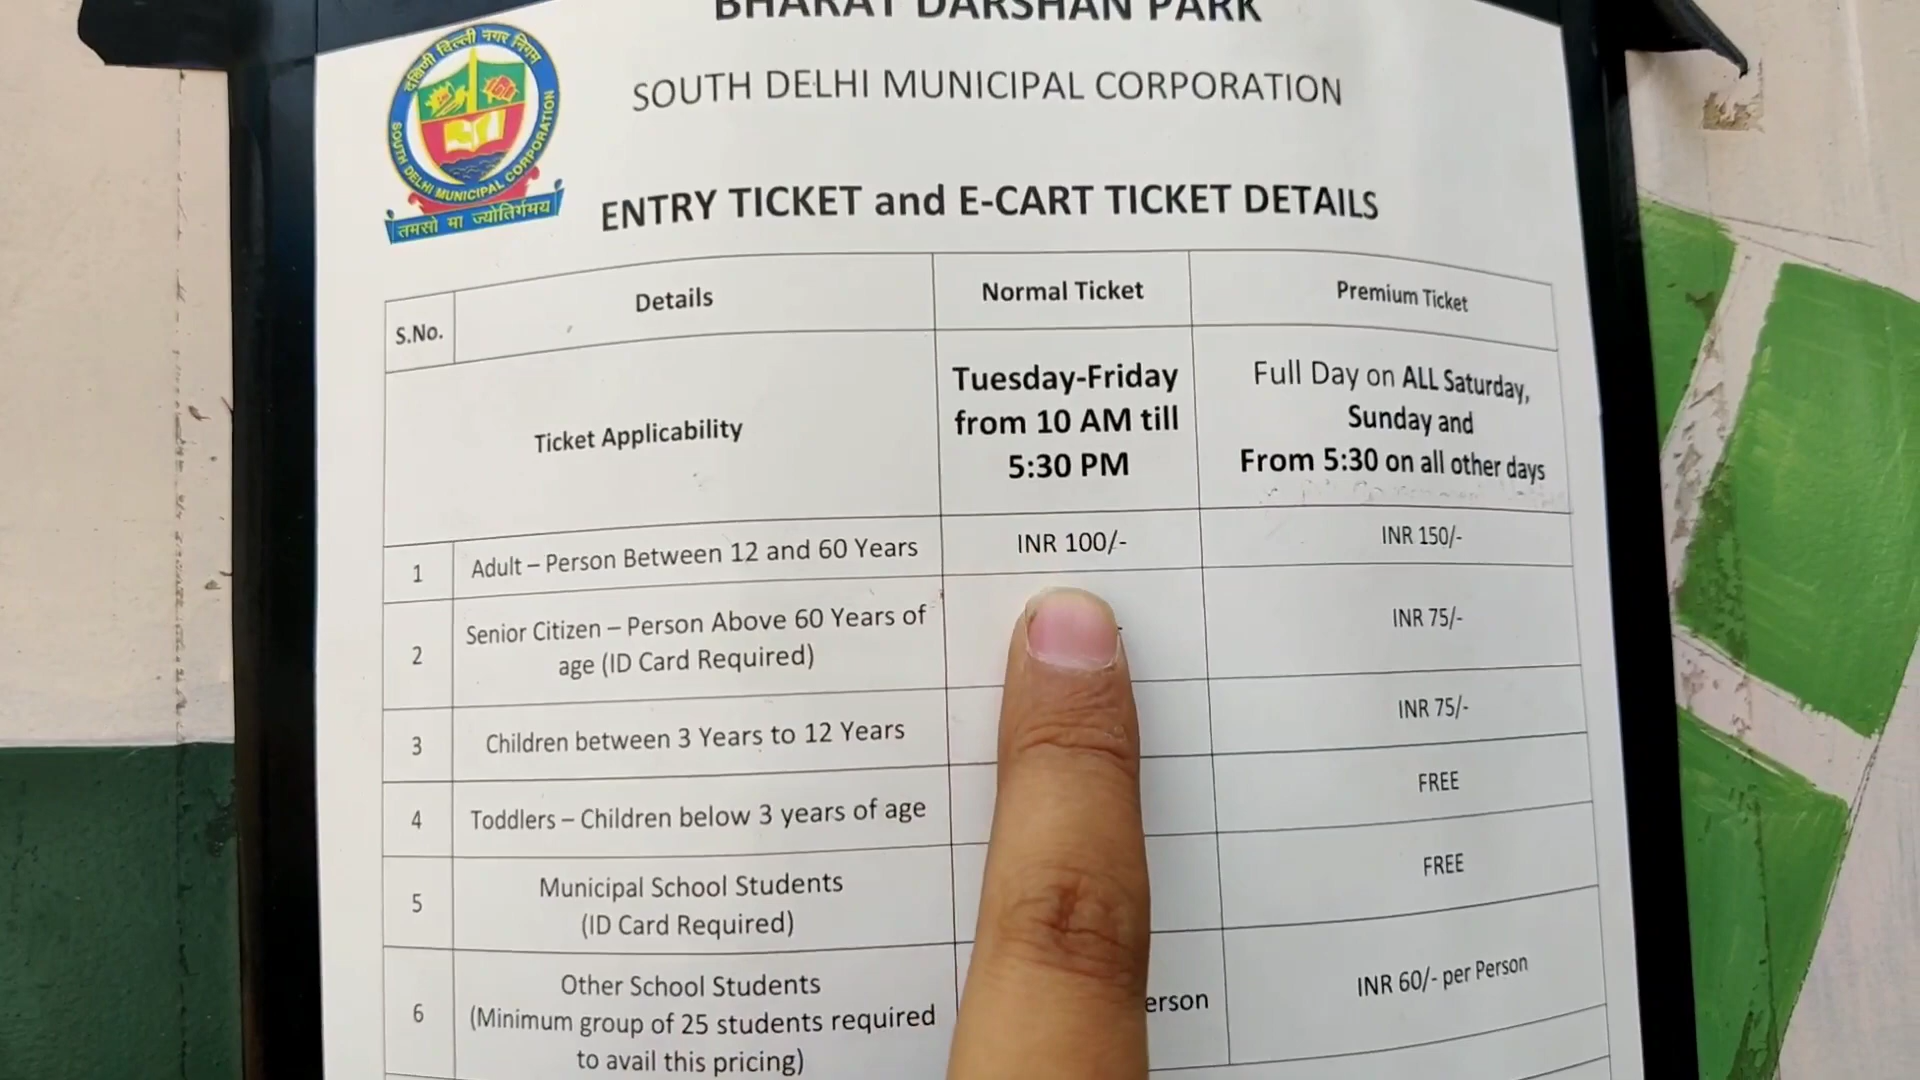 BHARAT DARSHAN PARK
SOUTH DELHI MUNICIPAL CORPORATION
दक्षिणी दिल्ली नगर निगम
SOUTH DELHI MUNICIPAL CORPORATION
तमसो मा ज्योतिर्गमय
ENTRY TICKET and E-CART TICKET DETAILS
S.No.
Details
Normal Ticket
Premium Ticket
Ticket Applicability
Tuesday-Friday
from 10 AM till
5:30 PM
Full Day on ALL Saturday,
Sunday and
From 5:30 on all other days
1
Adult – Person Between 12 and 60 Years
INR 100/-
INR 150/-
2
Senior Citizen – Person Above 60 Years of
age (ID Card Required)
INR 75/-
3
Children between 3 Years to 12 Years
INR 75/-
4
Toddlers – Children below 3 years of age
FREE
5
Municipal School Students
(ID Card Required)
FREE
6
Other School Students
(Minimum group of 25 students required
to avail this pricing)
INR 60/- per Person